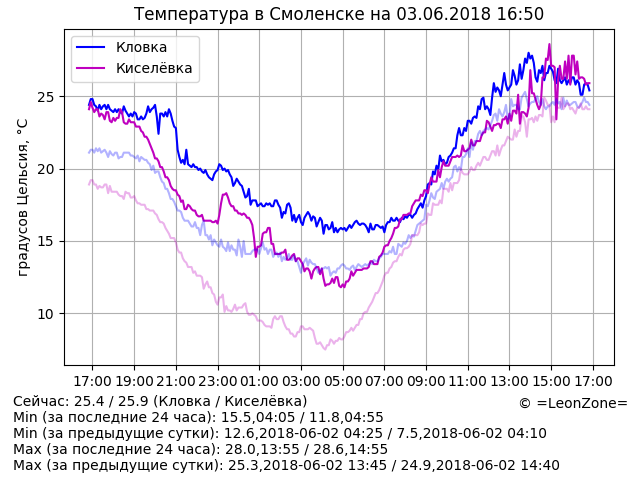 Температура в Смоленске на 03.06.2018 16:50
Кловка
Киселёвка
градусов Цельсия, °C
25
20
15
10
17:00 19:00 21:00 23:00 01:00 03:00 05:00 07:00 09:00 11:00 13:00 15:00 17:00
Сейчас: 25.4 / 25.9 (Кловка / Киселёвка)
© =LeonZone=
Min (за последние 24 часа): 15.5,04:05 / 11.8,04:55
Min (за предыдущие сутки): 12.6,2018-06-02 04:25 / 7.5,2018-06-02 04:10
Max (за последние 24 часа): 28.0,13:55 / 28.6,14:55
Max (за предыдущие сутки): 25.3,2018-06-02 13:45 / 24.9,2018-06-02 14:40